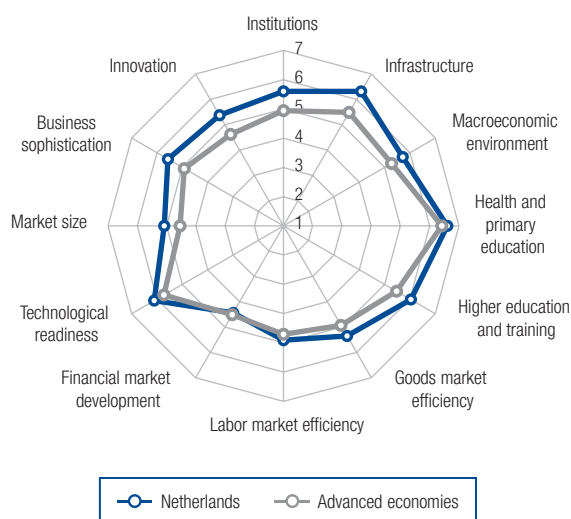 Institutions
7
6
5
4
3
2
1
Infrastructure
Macroeconomic
environment
Health and
primary
education
Higher education
and training
Goods market
efficiency
Labor market efficiency
Financial market
development
Technological
readiness
Market size
Business
sophistication
Innovation
Netherlands
Advanced economies